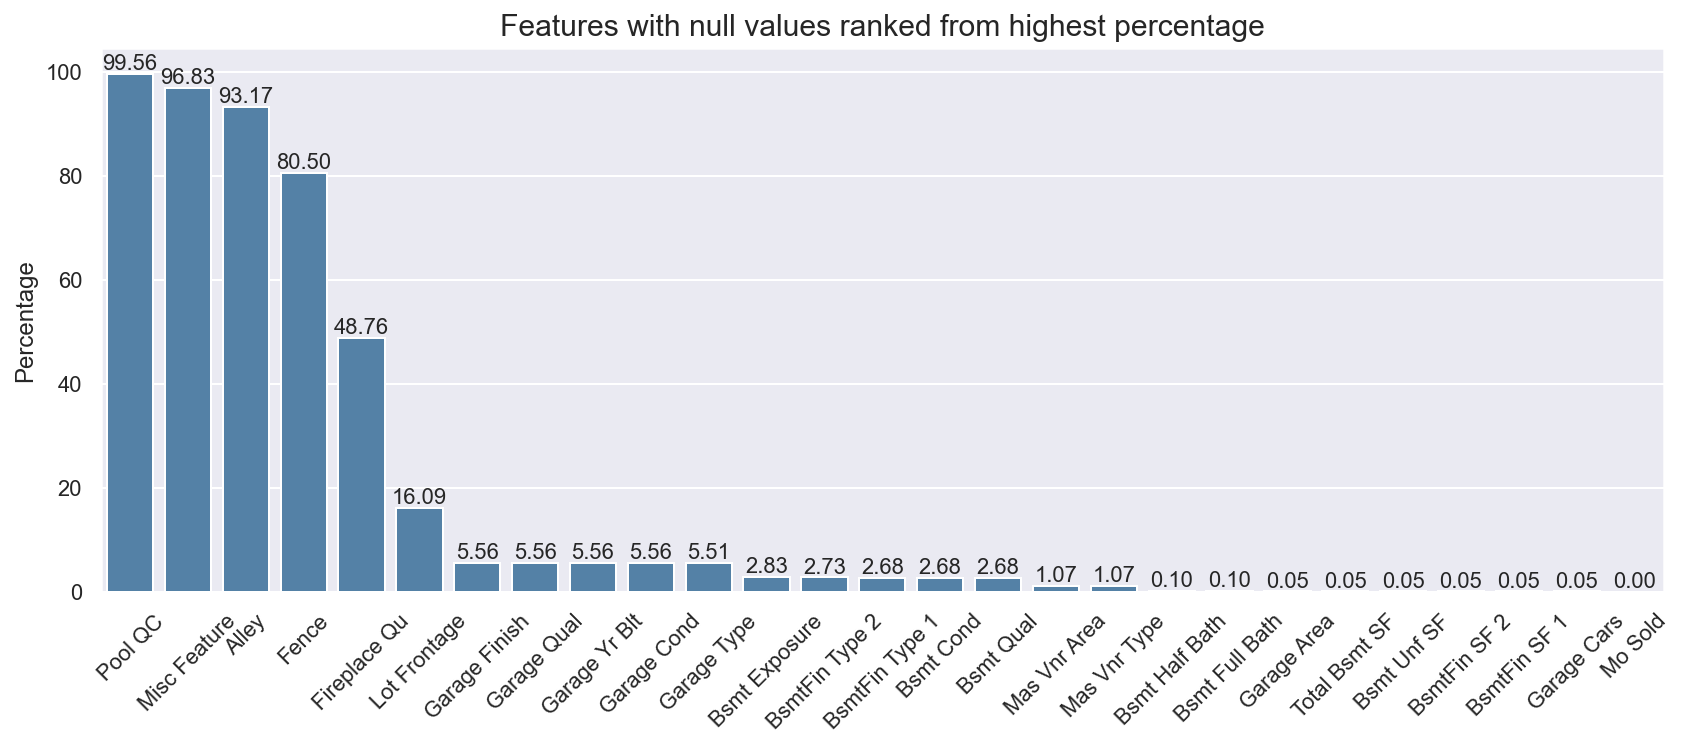 Features with null values ranked from highest percentage
Percentage
100
80
60
40
20
0
99.56
96.83
93.17
80.50
48.76
16.09
5.56
5.56
5.56
5.56
5.51
2.83
2.73
2.68
2.68
2.68
1.07
1.07
0.10
0.10
0.05
0.05
0.05
0.05
0.05
0.05
0.00
Pool QC
Misc Feature
Alley
Fence
Fireplace Qu
Lot Frontage
Garage Finish
Garage Qual
Garage Yr Blt
Garage Cond
Garage Type
Bsmt Exposure
BsmtFin Type 2
BsmtFin Type 1
Bsmt Cond
Bsmt Qual
Mas Vnr Area
Mas Vnr Type
Bsmt Half Bath
Bsmt Full Bath
Garage Area
Total Bsmt SF
Bsmt Unf SF
BsmtFin SF 2
BsmtFin SF 1
Garage Cars
Mo Sold